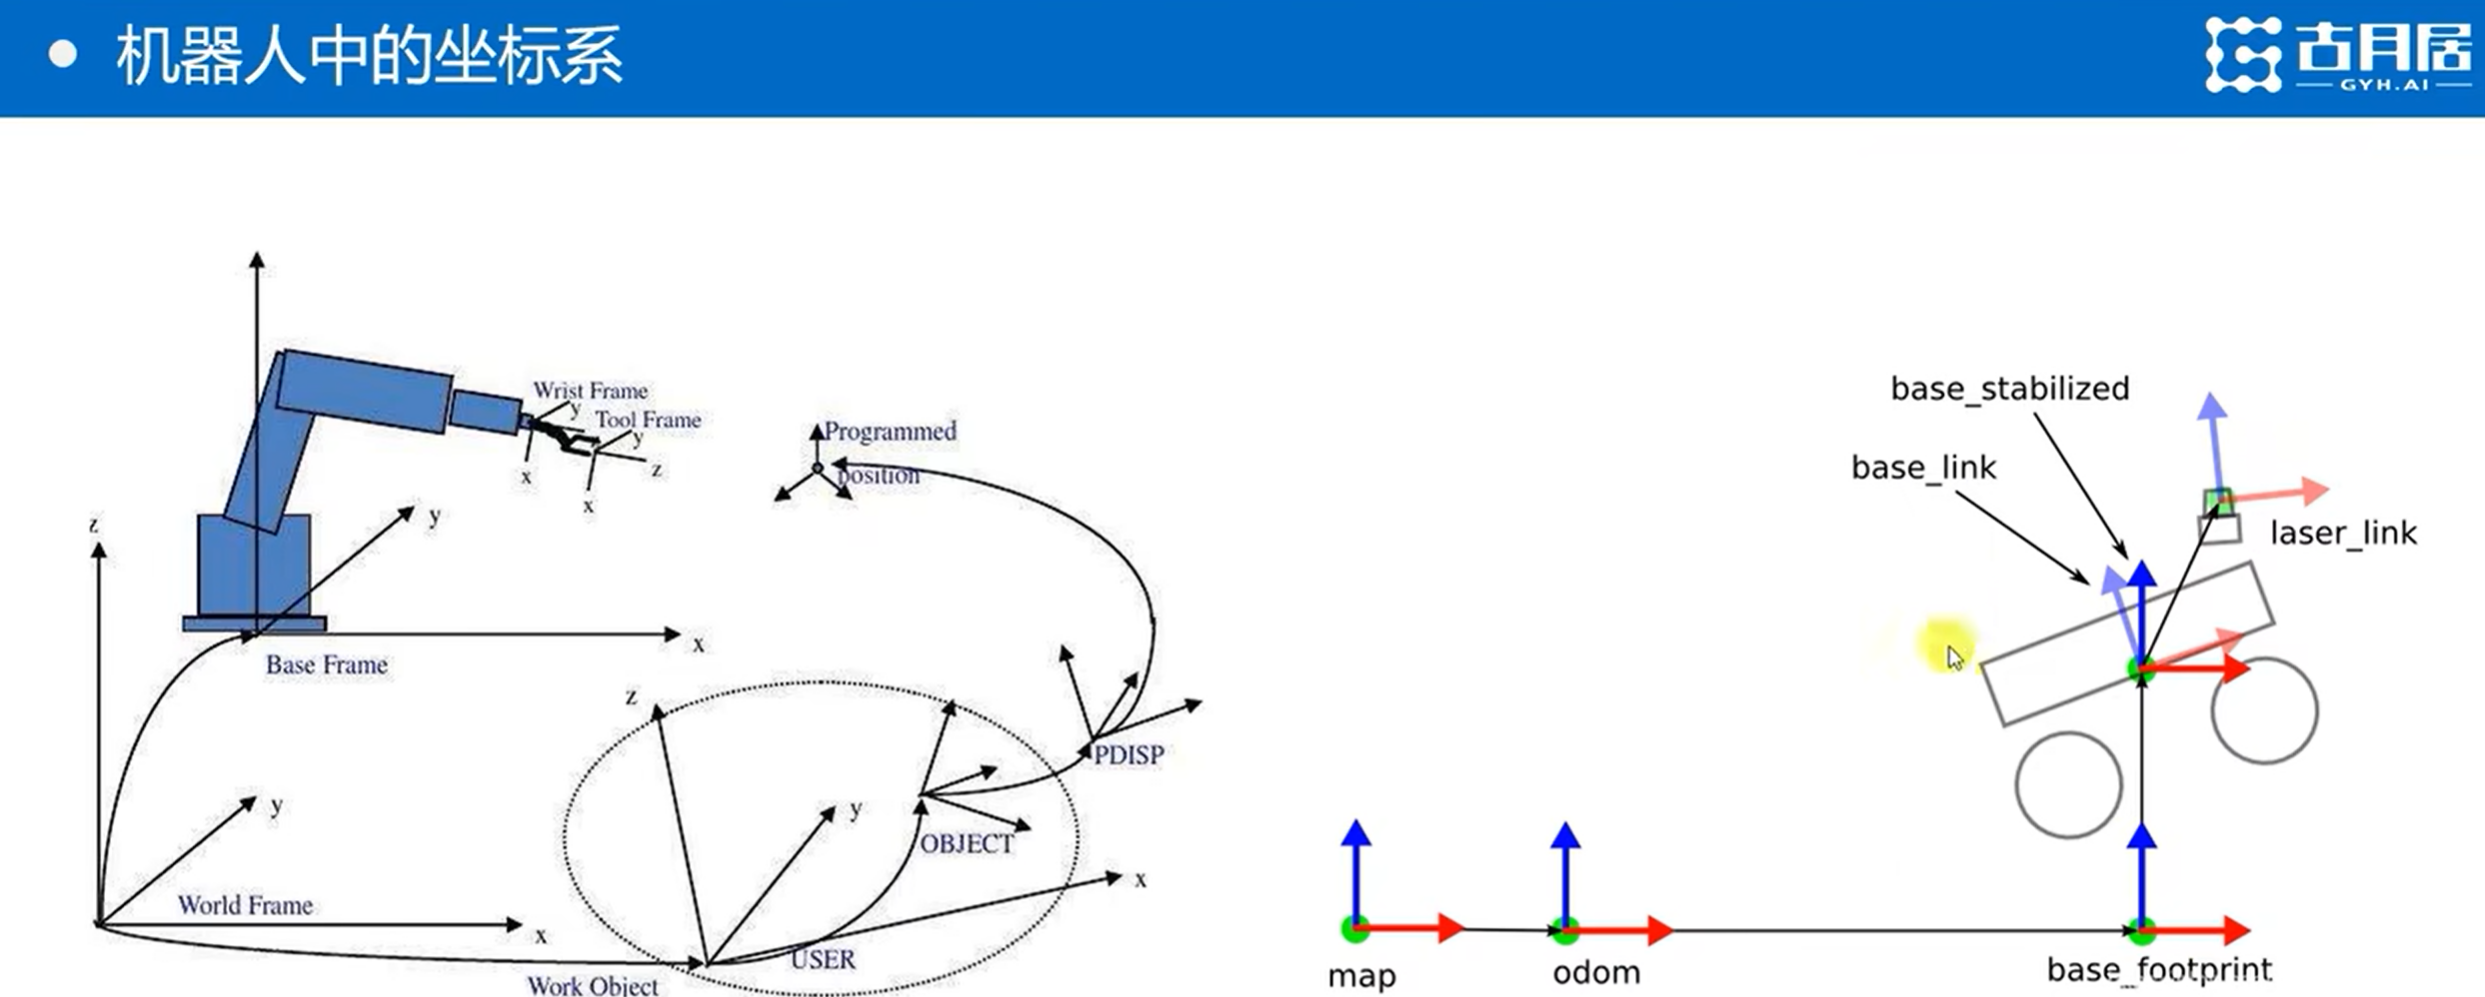 机器人中的坐标系
古月居
GYH.AI
Wrist Frame
y
Tool Frame
y
z
x
x
Programmed
position
z
y
x
Base Frame
z
y
PDISP
y
OBJECT
x
World Frame
x
USER
Work Object
base_stabilized
base_link
laser_link
map
odom
base_footprint